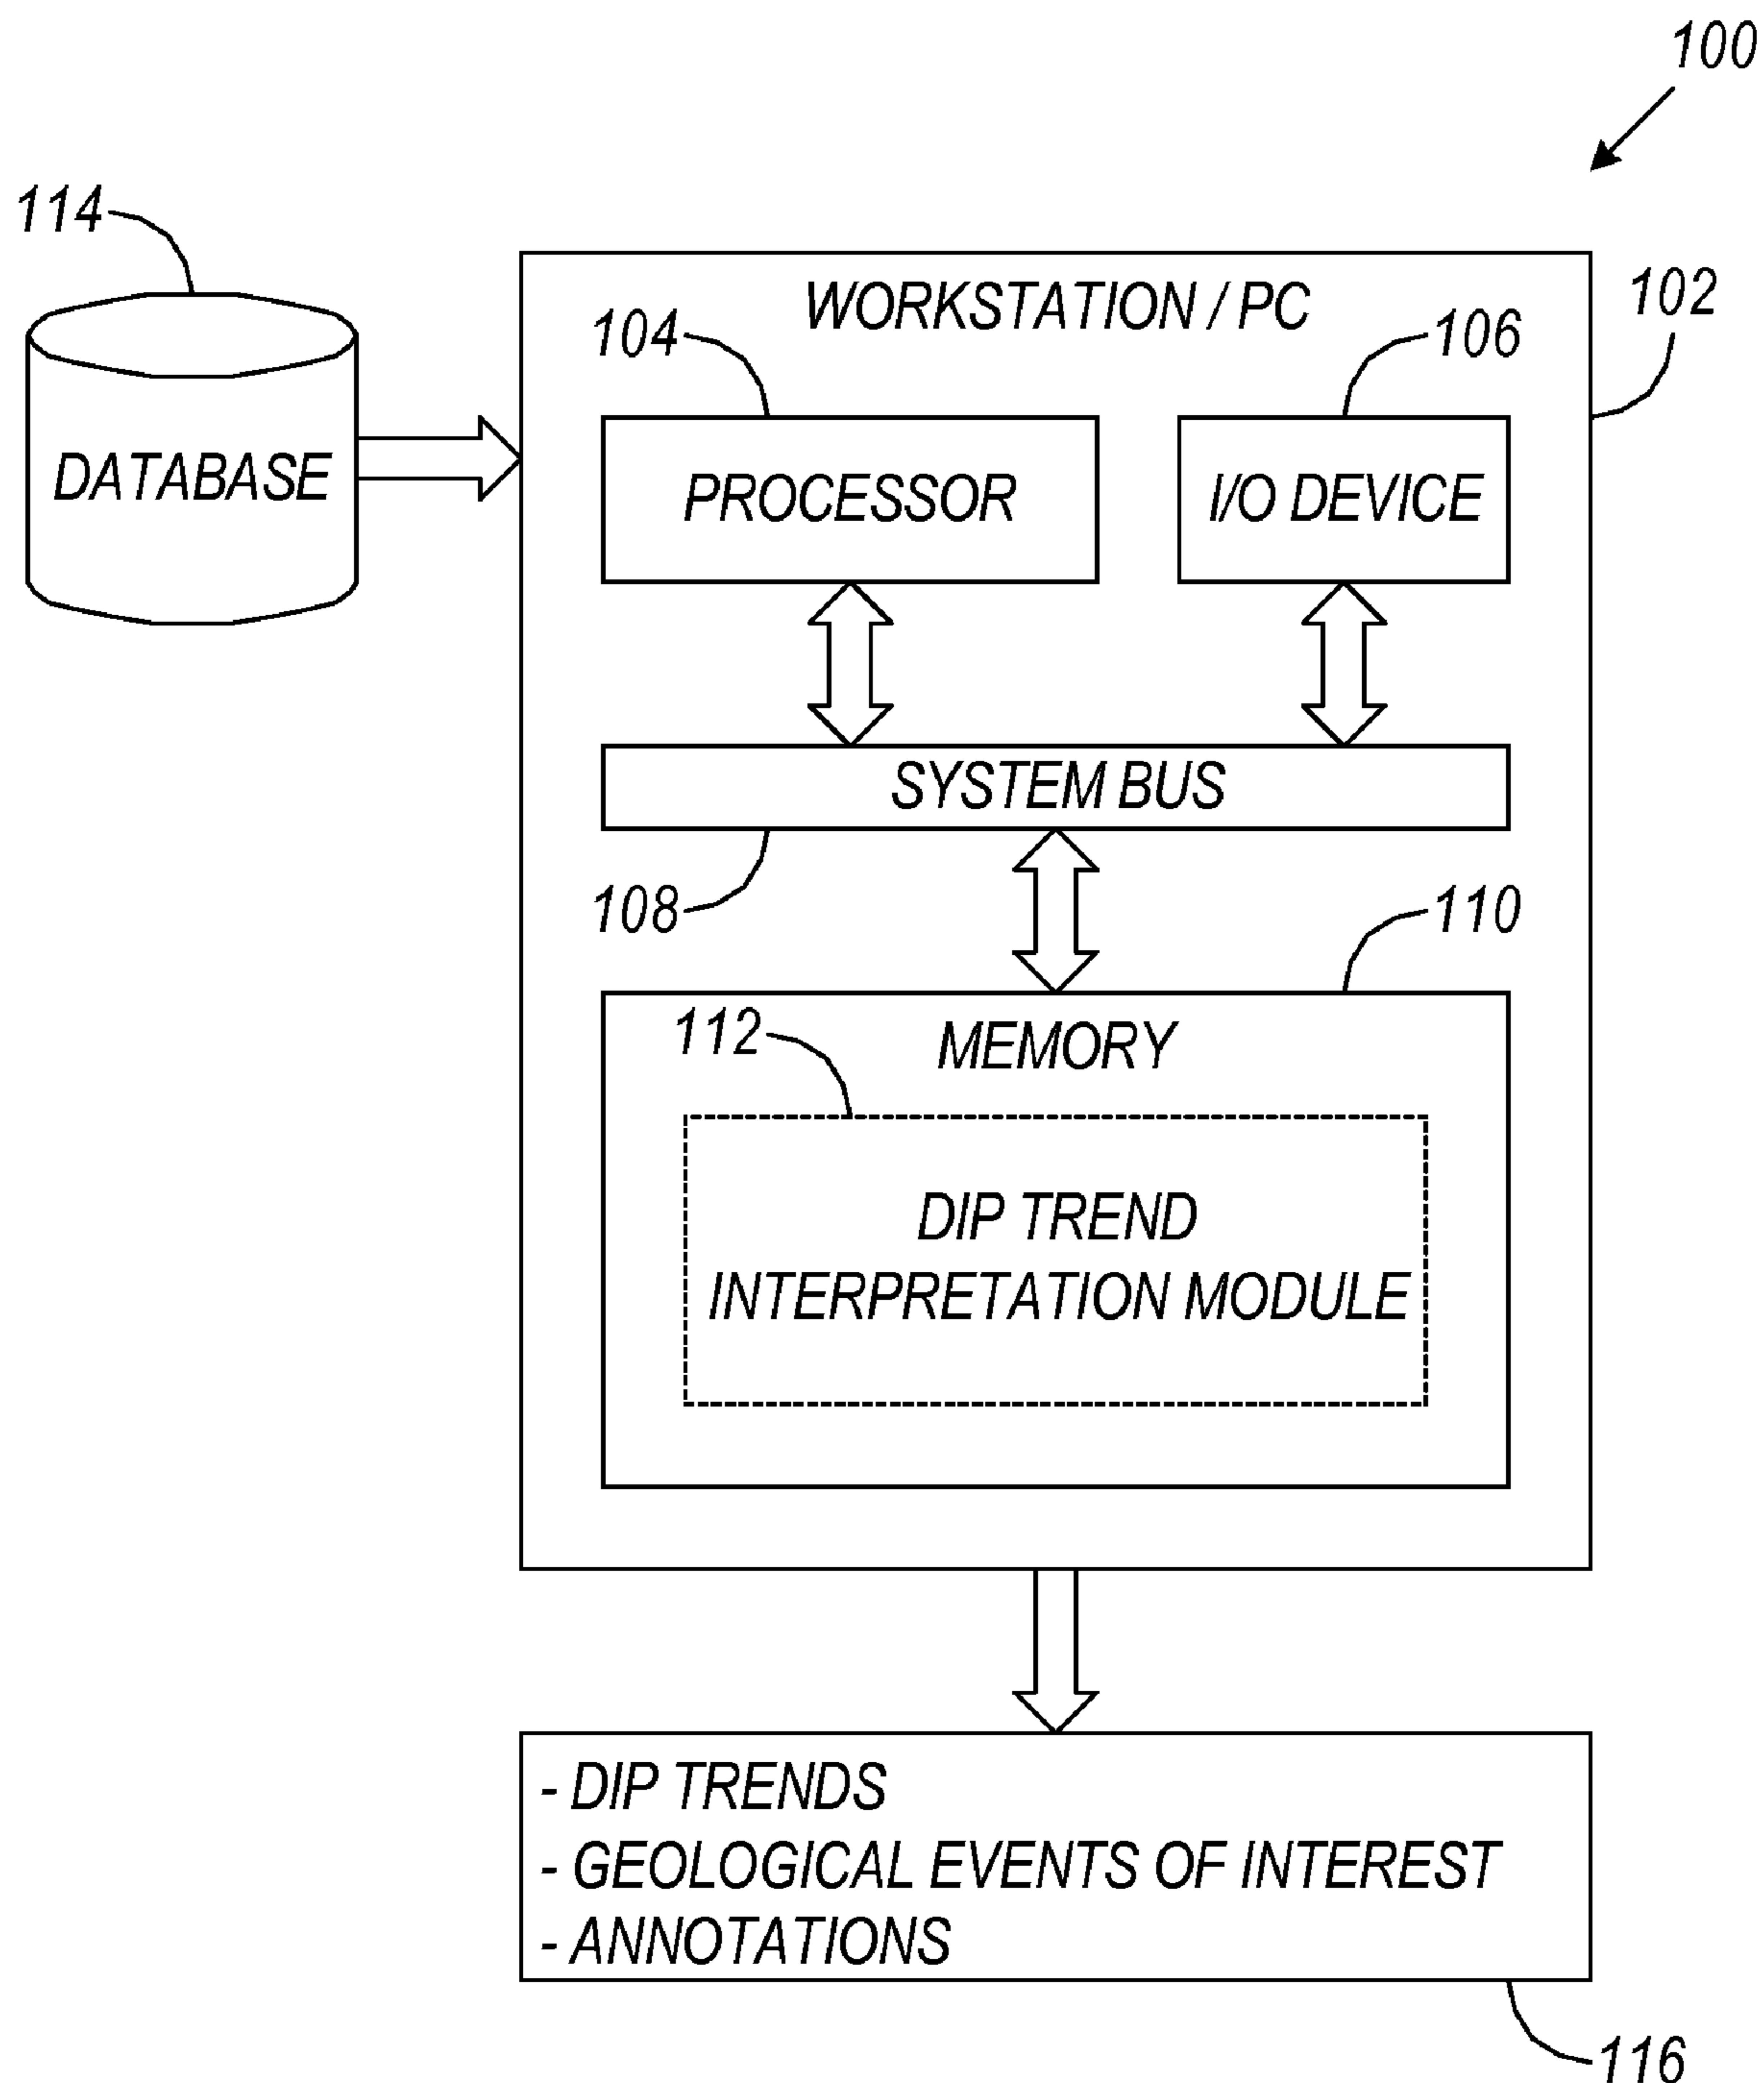 100
114
102
WORKSTATION / PC
104
106
DATABASE
PROCESSOR
I/O DEVICE
SYSTEM BUS
108
110
112
MEMORY
DIP TREND
INTERPRETATION MODULE
- DIP TRENDS
- GEOLOGICAL EVENTS OF INTEREST
- ANNOTATIONS
116